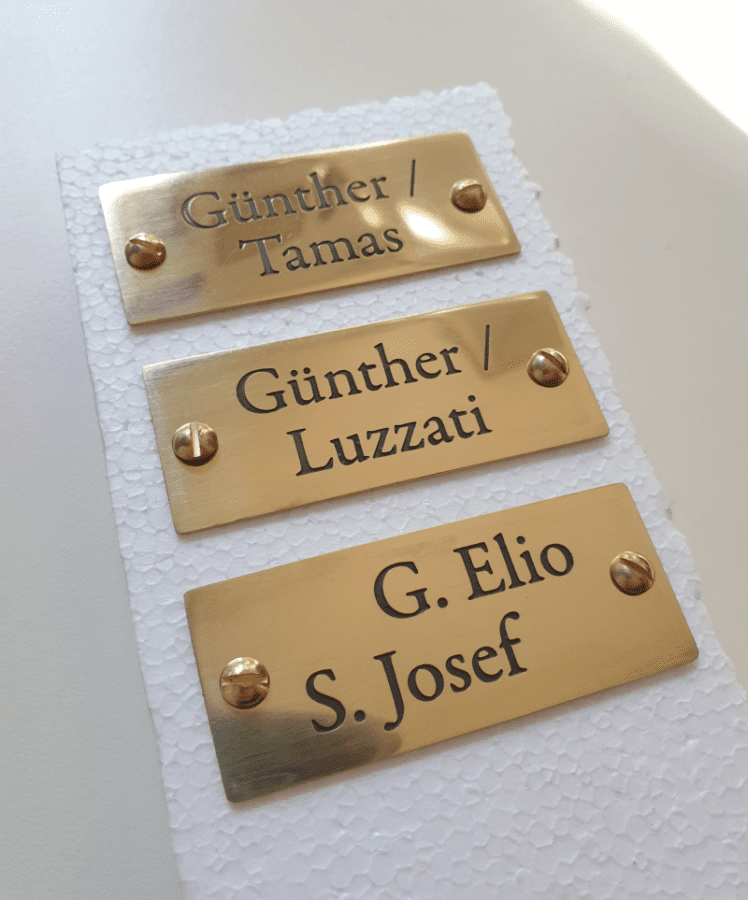 Günther /
Tamas
Günther /
Luzzati
G. Elio
S. Josef